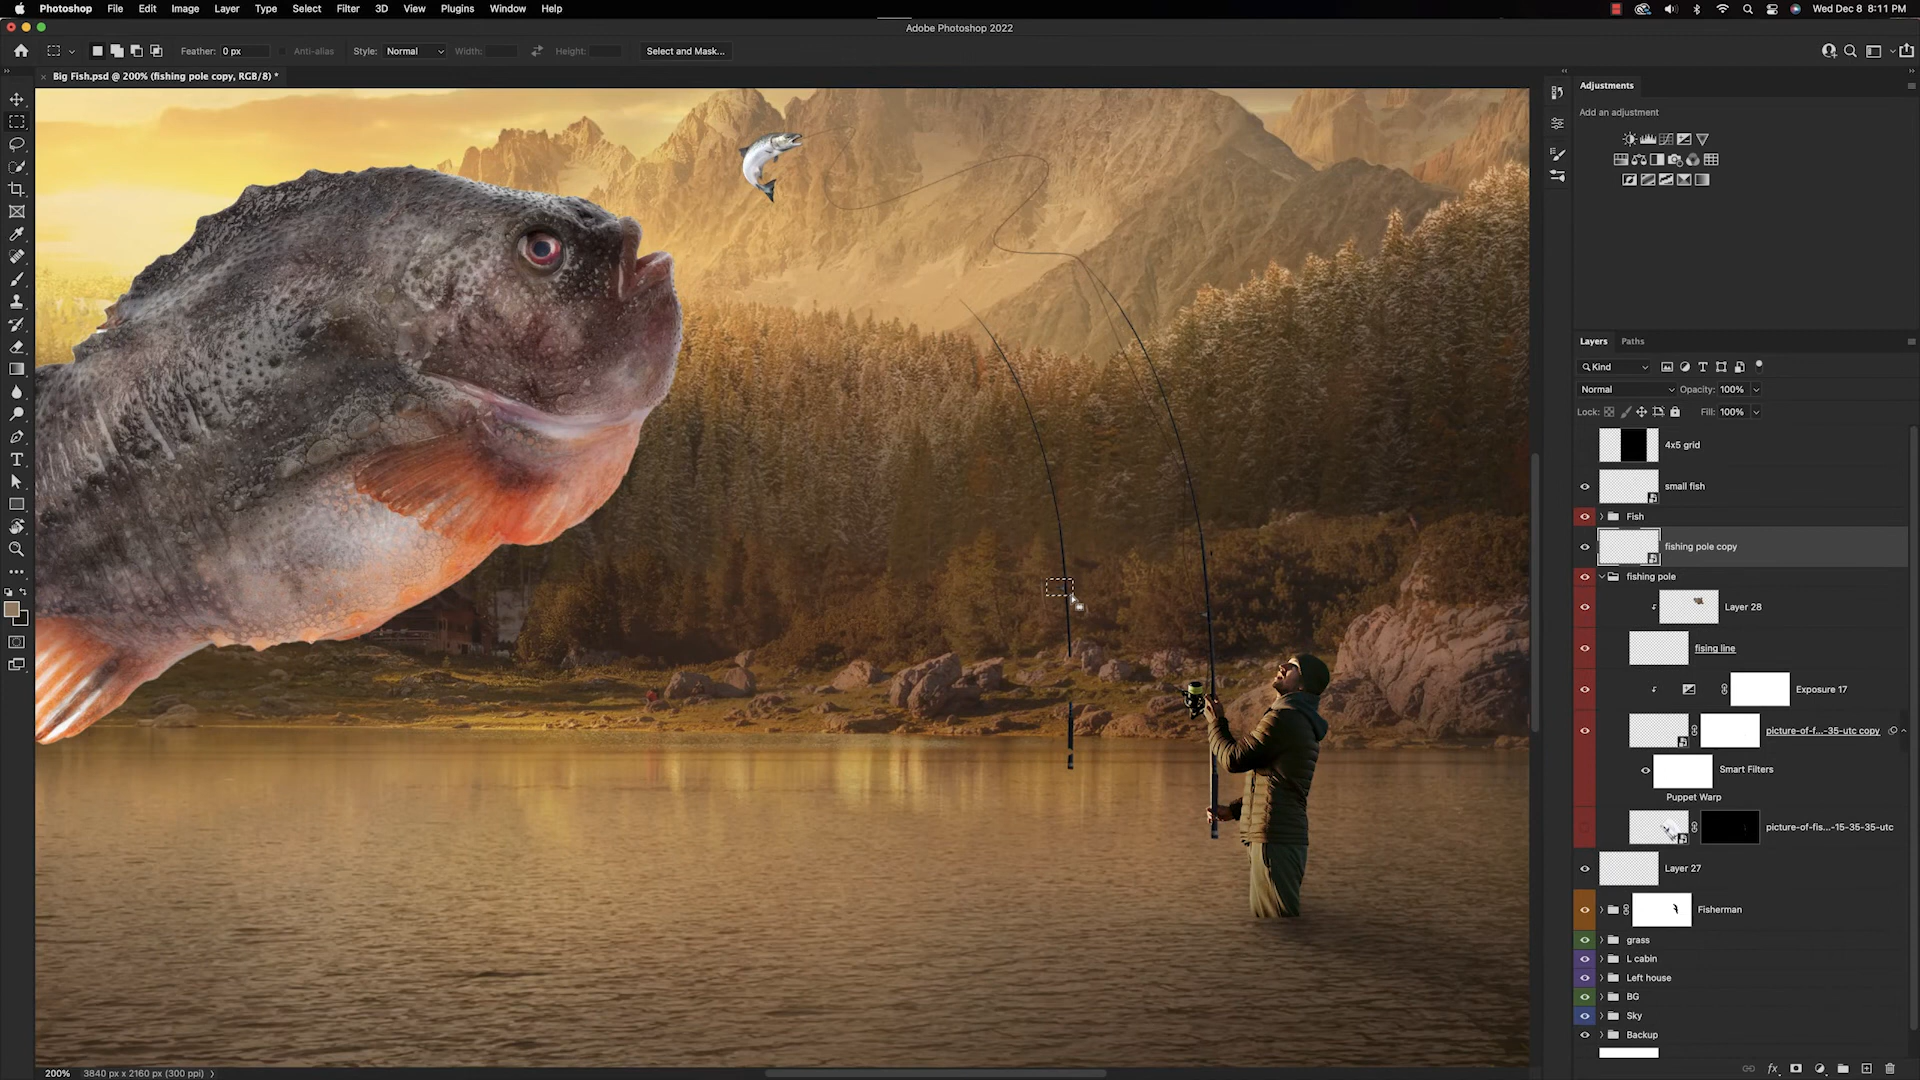 Photoshop File Edit Image Layer Type Select Filter 3D View Plugins Window Help Wed Dec 8 8:11 PM
Adobe Photoshop 2022
Feather: 0 px Anti-alias Style: Normal Width: Height: Select and Mask...
Big Fish.psd @ 200% (fishing pole copy, RGB/8) *
Adjustments
Add an adjustment
Layers Paths
Kind
Normal Opacity: 100%
Lock: Fill: 100%
4x5 grid
small fish
Fish
fishing pole copy
fishing pole
Layer 28
fising line
Exposure 17
picture-of-f...-35-utc copy
Smart Filters
Puppet Warp
picture-of-fis...-15-35-35-utc
Layer 27
Fisherman
grass
L cabin
Left house
BG
Sky
Backup
200% 3840 px x 2160 px (300 ppi)